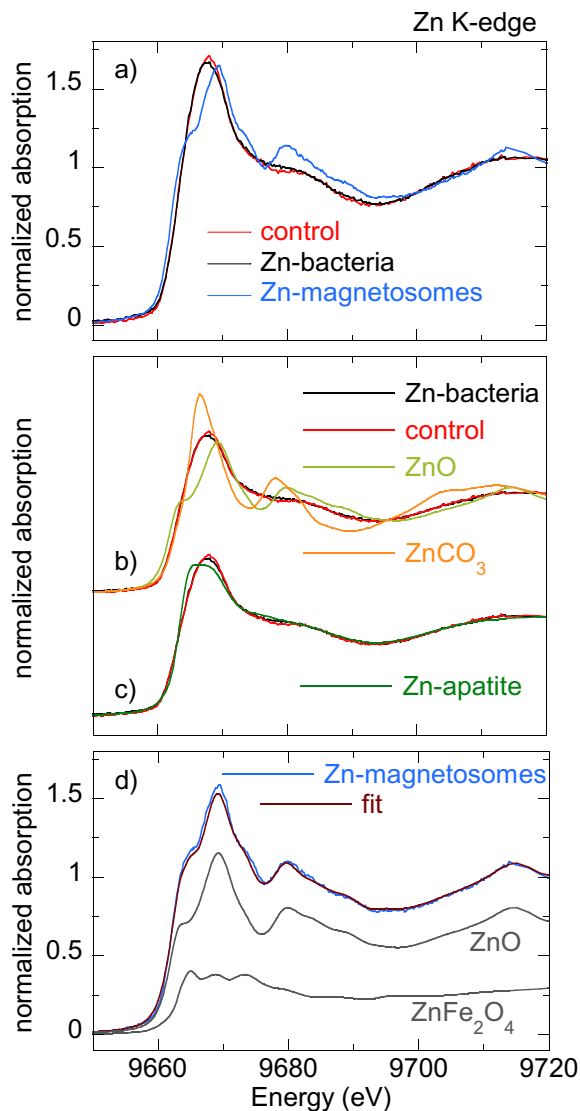 Zn K-edge
a)
1.5
1
0.5
0
normalized absorption
control
Zn-bacteria
Zn-magnetosomes
Zn-bacteria
control
ZnO
ZnCO3
b)
normalized absorption
c)
Zn-apatite
d)
Zn-magnetosomes
fit
1.5
1
0.5
0
normalized absorption
ZnO
ZnFe2O4
9660 9680 9700 9720
Energy (eV)